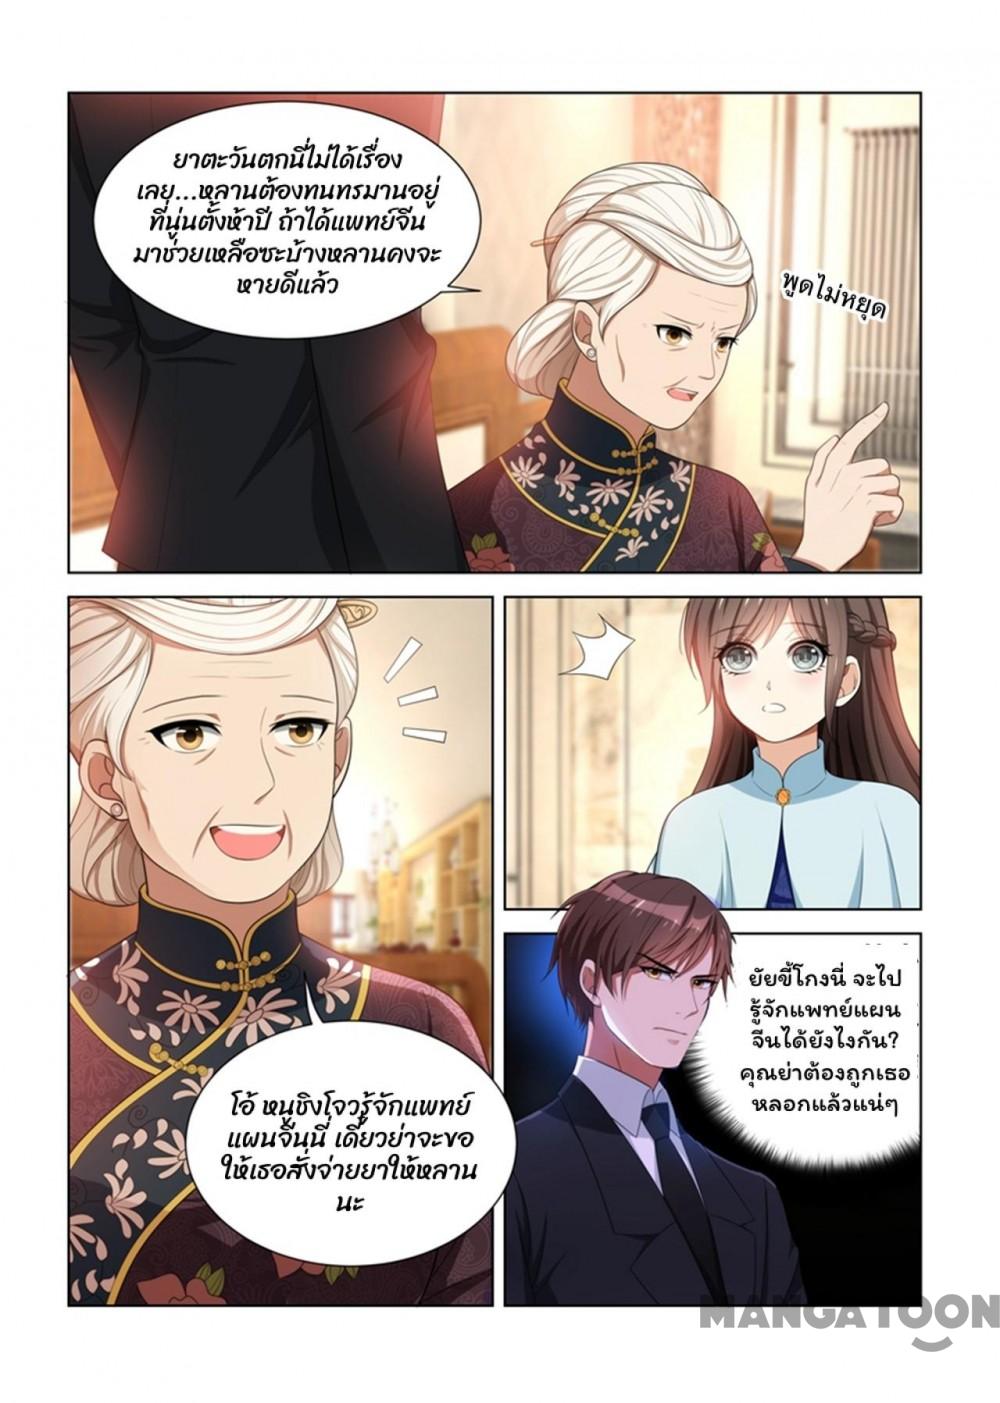 ยาตะวันตกนี่ไม่ได้เรื่อง
เลย...หลานต้องทนทรมานอยู่
ที่นู่นตั้งห้าปี ถ้าได้แพทย์จีน
มาช่วยเหลือซะบ้างหลานคงจะ
หายดีแล้ว
พูดไม่หยุด
โอ้ หนูชิงโจวรู้จักแพทย์
แผนจีนนี่ เดี๋ยวย่าจะขอ
ให้เธอสั่งจ่ายยาให้หลาน
นะ
ยัยขี้โกงนี่ จะไป
รู้จักแพทย์แผน
จีนได้ยังไงกัน?
คุณย่าต้องถูกเธอ
หลอกแล้วแน่ๆ
MANGATOON